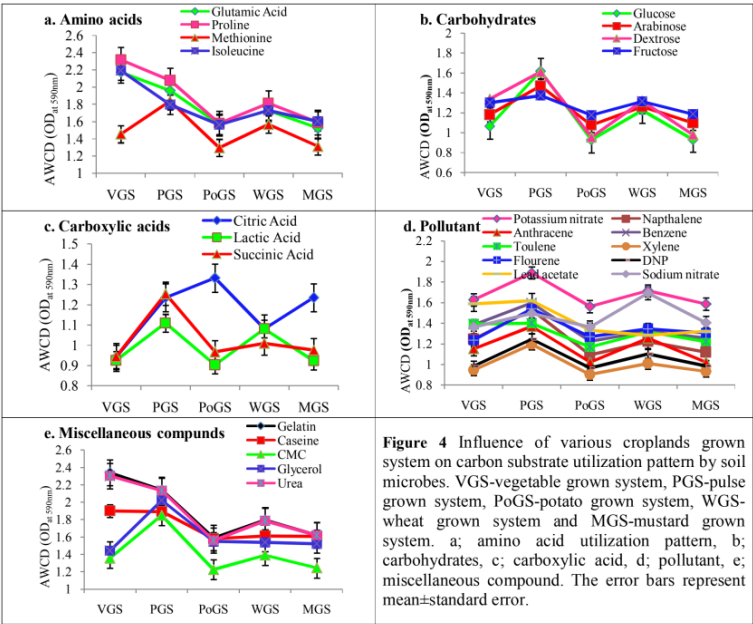 a. Amino acids
Glutamic Acid
Proline
Methionine
Isoleucine
AWCD (ODat 590nm)
2.6
2.4
2.2
2
1.8
1.6
1.4
1.2
1
VGS PGS PoGS WGS MGS
b. Carbohydrates
Glucose
Arabinose
Dextrose
Fructose
AWCD (ODat 590nm)
2
1.8
1.6
1.4
1.2
1
0.8
0.6
VGS PGS PoGS WGS MGS
c. Carboxylic acids
Citric Acid
Lactic Acid
Succinic Acid
AWCD (ODat 590nm)
1.5
1.4
1.3
1.2
1.1
1
0.9
0.8
VGS PGS PoGS WGS MGS
d. Pollutant
Potassium nitrate Napthalene
Anthracene Benzene
Toulene Xylene
Flourene DNP
Lead acetate Sodium nitrate
AWCD (ODat 590nm)
2.2
2
1.8
1.6
1.4
1.2
1
0.8
VGS PGS PoGS WGS MGS
e. Miscellaneous compunds
Gelatin
Caseine
CMC
Glycerol
Urea
AWCD (ODat 590nm)
2.6
2.4
2.2
2
1.8
1.6
1.4
1.2
1
VGS PGS PoGS WGS MGS
Figure 4 Influence of various croplands grown
system on carbon substrate utilization pattern by soil
microbes. VGS-vegetable grown system, PGS-pulse
grown system, PoGS-potato grown system, WGS-
wheat grown system and MGS-mustard grown
system. a; amino acid utilization pattern, b;
carbohydrates, c; carboxylic acid, d; pollutant, e;
miscellaneous compound. The error bars represent
mean±standard error.